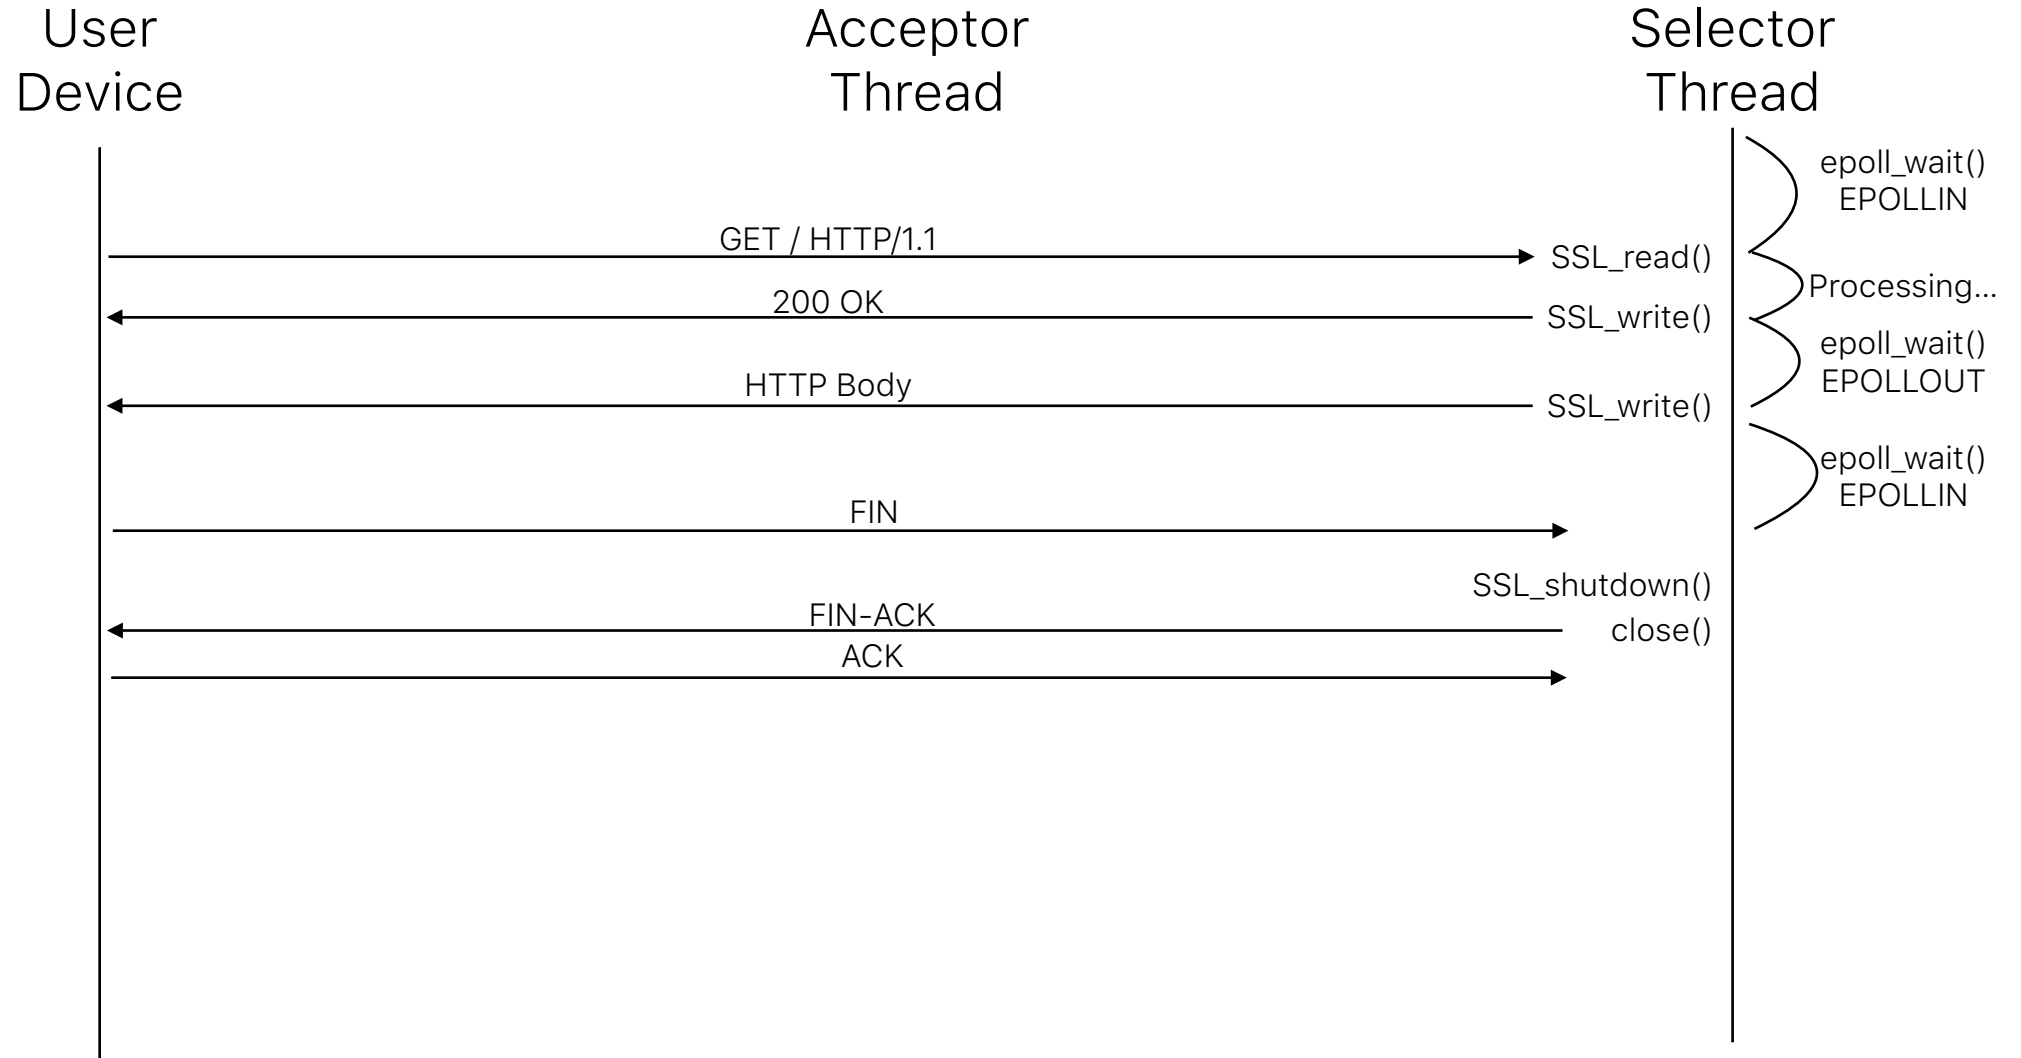 User
Device
Acceptor
Thread
Selector
Thread
epoll_wait()
EPOLLIN
GET / HTTP/1.1
SSL_read()
Processing...
200 OK
SSL_write()
epoll_wait()
EPOLLOUT
HTTP Body
SSL_write()
epoll_wait()
EPOLLIN
FIN
SSL_shutdown()
FIN-ACK
close()
ACK